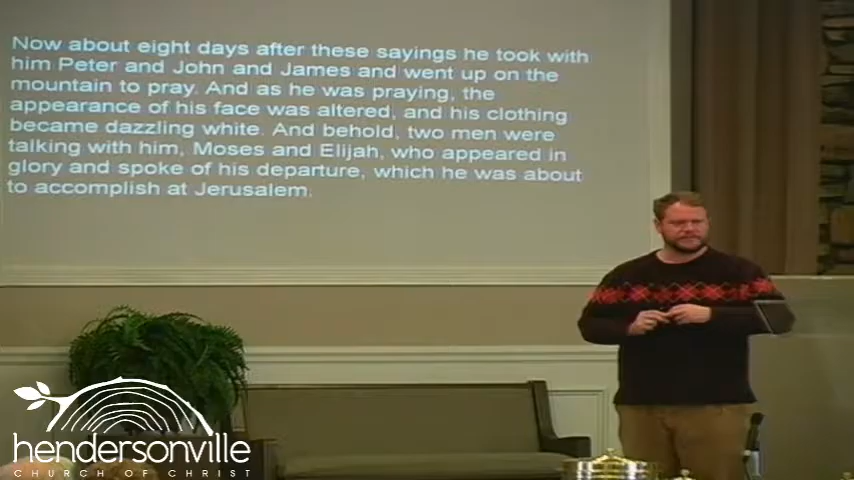 Now about eight days after these sayings he took with
him Peter and John and James and went up on the
mountain to pray. And as he was praying, the
appearance of his face was altered, and his clothing
became dazzling white. And behold, two men were
talking with him, Moses and Elijah, who appeared in
glory and spoke of his departure, which he was about
to accomplish at Jerusalem.
hendersonville
CHURCH OF CHRIST